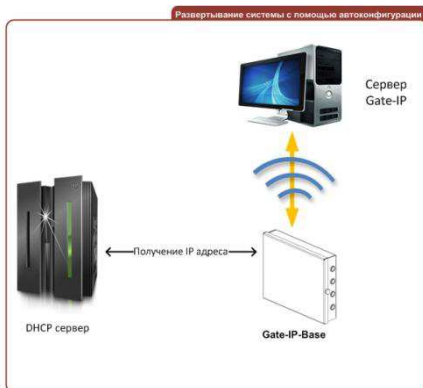 Развертывание системы с помощью автоконфигурации
Сервер
Gate-IP
Получение IP адреса
DHCP сервер
Gate-IP-Base